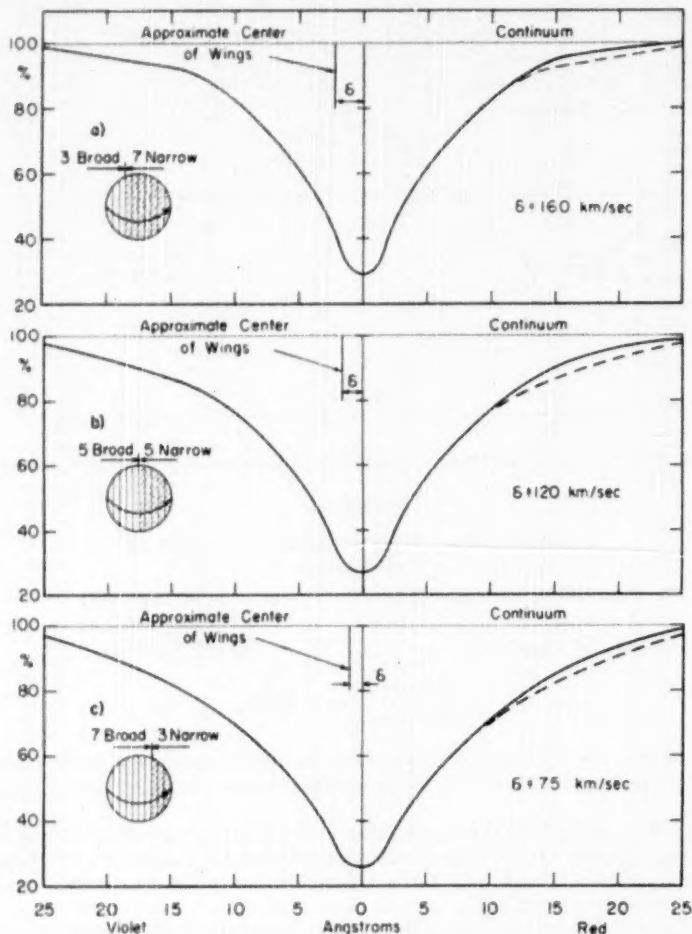 Approximate Center
of Wings
Continuum
100
%
80
60
40
20
δ
a)
3 Broad 7 Narrow
δ = 160 km/sec
Approximate Center
of Wings
Continuum
100
%
80
60
40
20
δ
b)
5 Broad 5 Narrow
δ = 120 km/sec
Approximate Center
of Wings
Continuum
100
%
80
60
40
20
δ
c)
7 Broad 3 Narrow
δ = 75 km/sec
25 20 15 10 5 0 5 10 15 20 25
Violet Angstroms Red